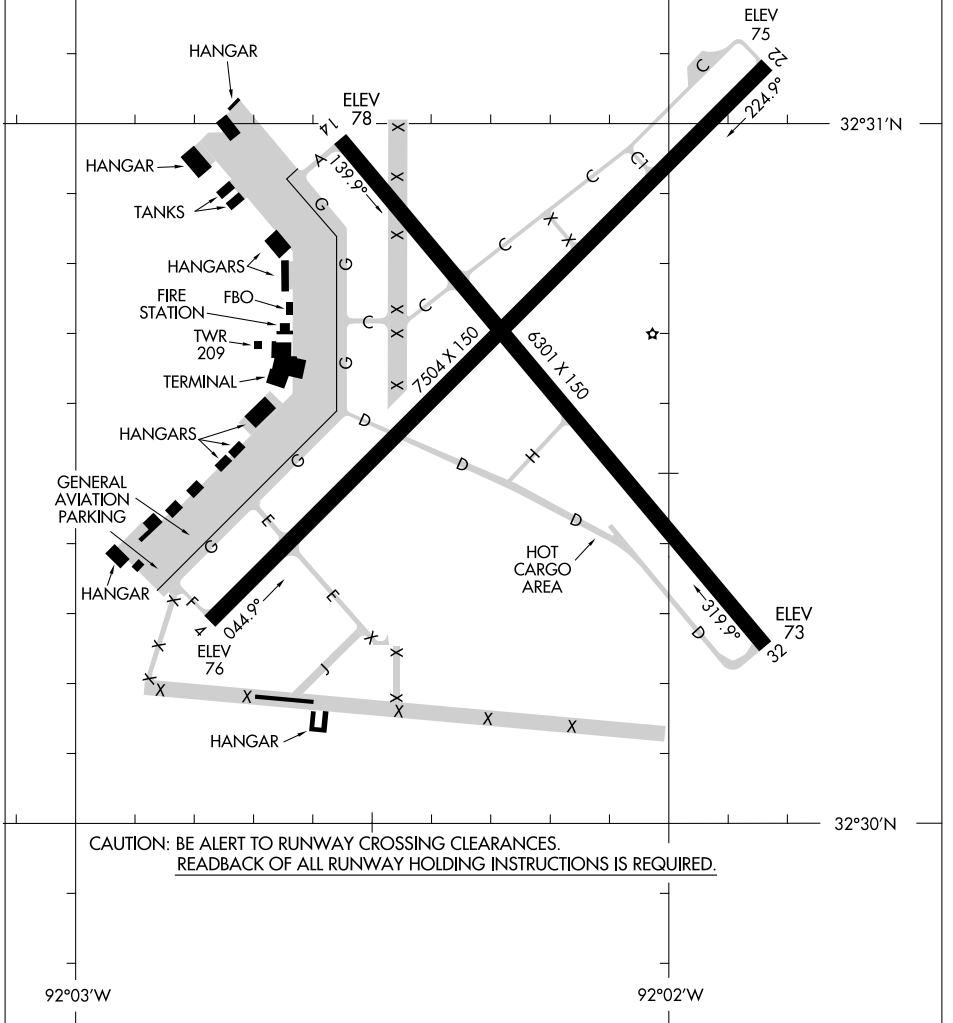 ELEV
75
HANGAR
C
22
224.9°
ELEV
78
14
X
32°31'N
A
C1
HANGAR
139.9°
X
C
TANKS
G
X
X
C
X
HANGARS
G
FIRE
STATION
FBO
X
C
C
TWR
209
X
7504 X 150
6301 X 150
TERMINAL
G
X
D
HANGARS
G
D
H
GENERAL
AVIATION
PARKING
E
D
G
HOT
CARGO
AREA
HANGAR
X
F
E
319.9°
ELEV
73
4
044.9°
D
32
X
ELEV
76
X
X
J
X
X
X
X
X
X
X
X
HANGAR
32°30'N
CAUTION: BE ALERT TO RUNWAY CROSSING CLEARANCES.
READBACK OF ALL RUNWAY HOLDING INSTRUCTIONS IS REQUIRED.
92°03'W
92°02'W